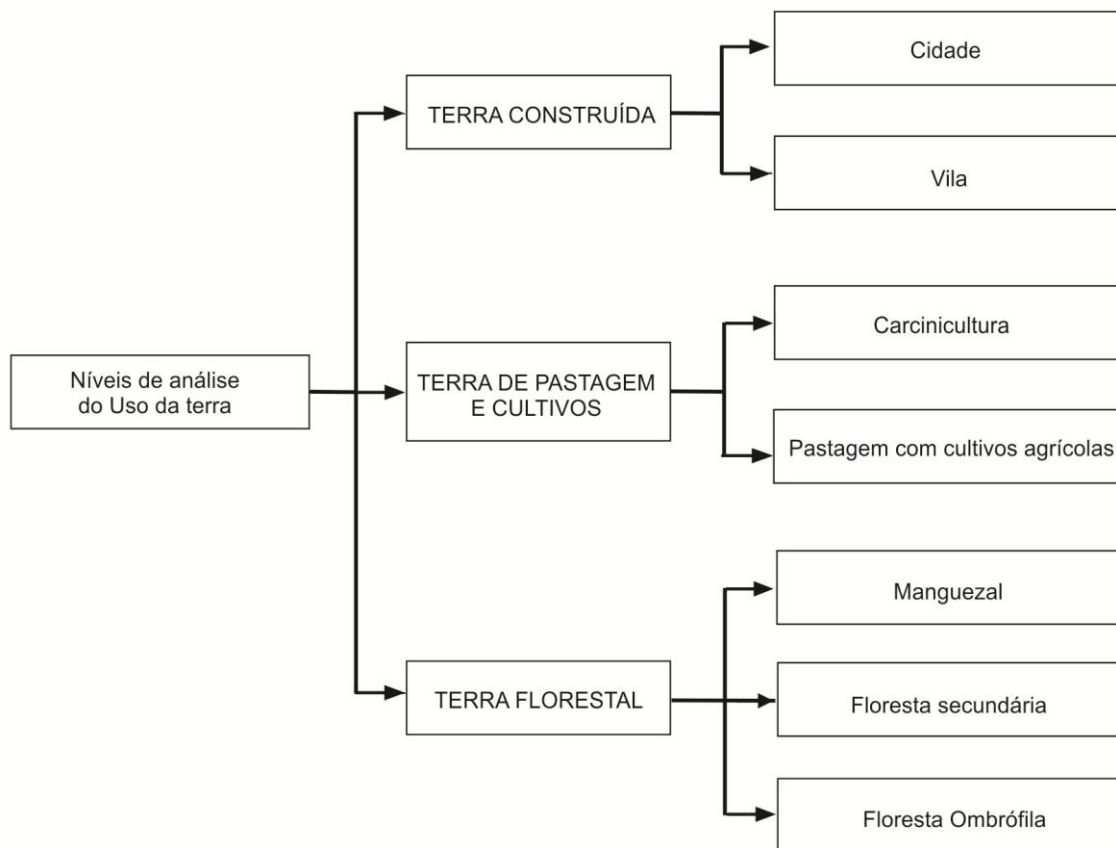 Níveis de análise
do Uso da terra
TERRA CONSTRUÍDA
Cidade
Vila
TERRA DE PASTAGEM
E CULTIVOS
Carcinicultura
Pastagem com cultivos agrícolas
TERRA FLORESTAL
Manguezal
Floresta secundária
Floresta Ombrófila